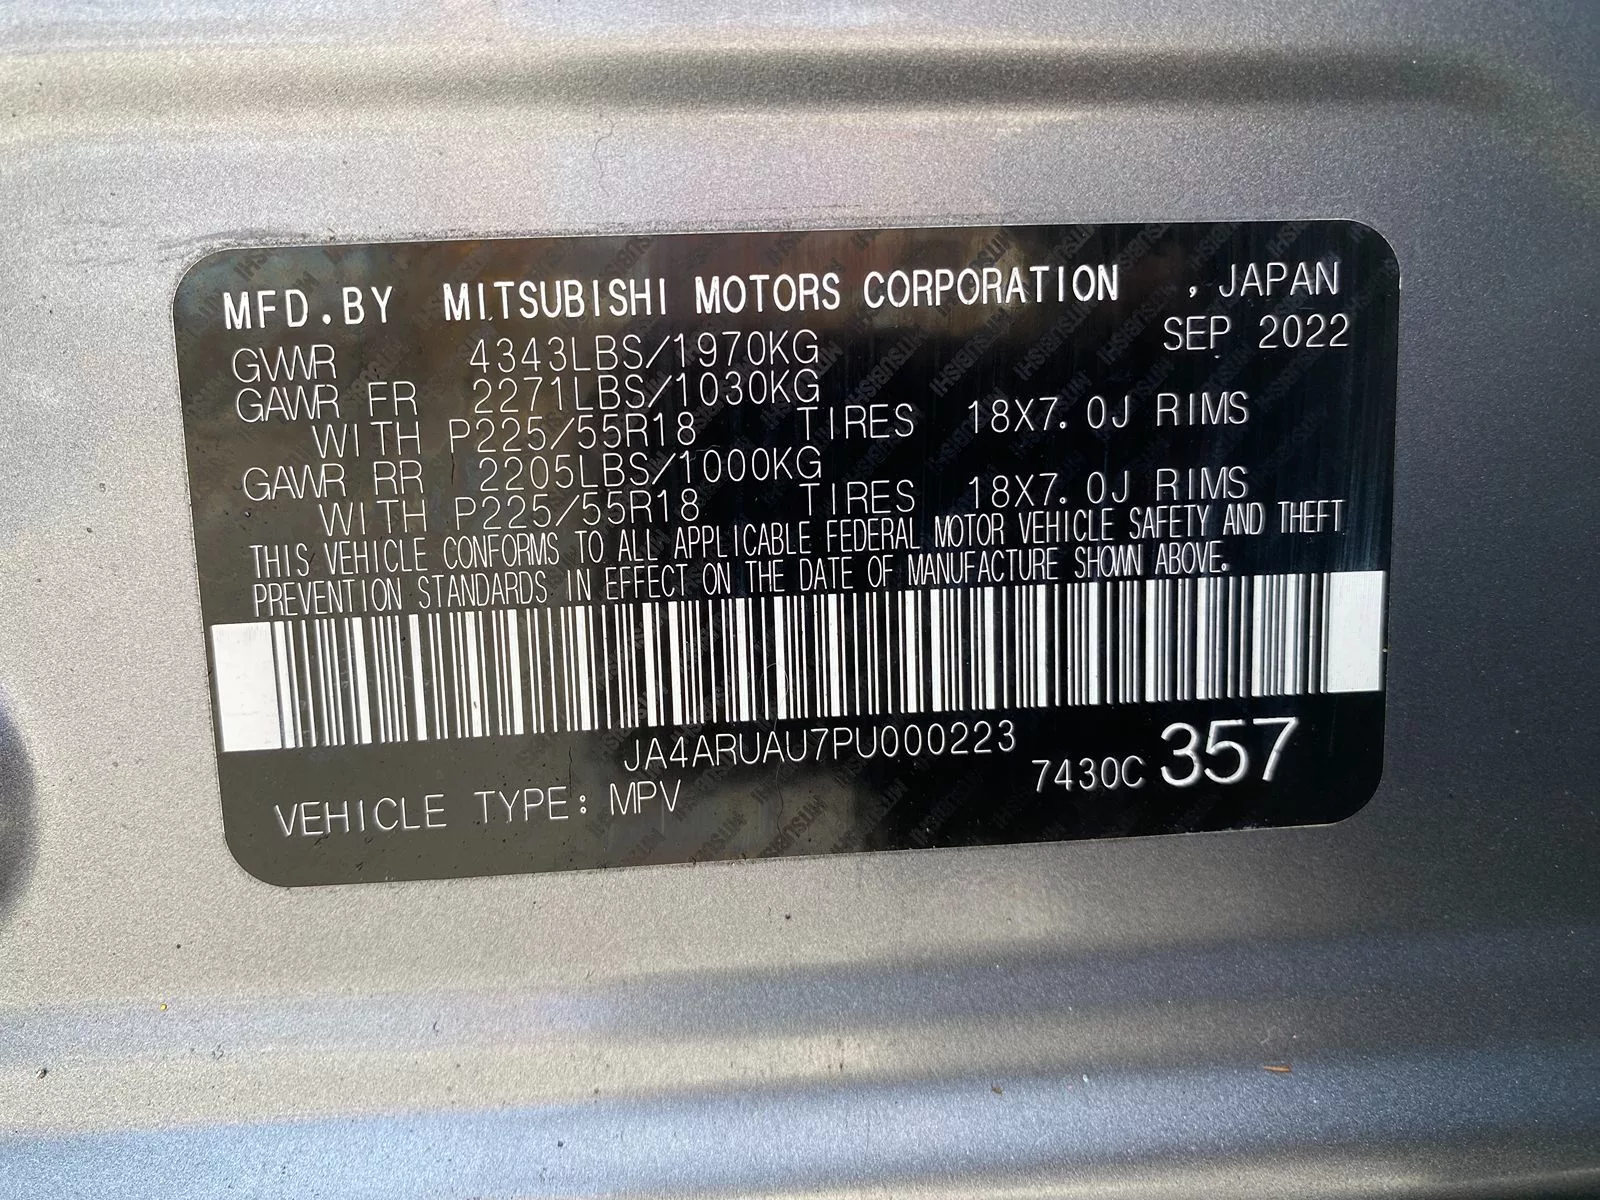 MFD.BY MITSUBISHI MOTORS CORPORATION , JAPAN
GVWR 4343LBS/1970KG SEP 2022
GAWR FR 2271LBS/1030KG
WITH P225/55R18 TIRES 18X7.0J RIMS
GAWR RR 2205LBS/1000KG
WITH P225/55R18 TIRES 18X7.0J RIMS
THIS VEHICLE CONFORMS TO ALL APPLICABLE FEDERAL MOTOR VEHICLE SAFETY AND THEFT
PREVENTION STANDARDS IN EFFECT ON THE DATE OF MANUFACTURE SHOWN ABOVE.
JA4ARUAU7PU000223
7430C 357
VEHICLE TYPE: MPV